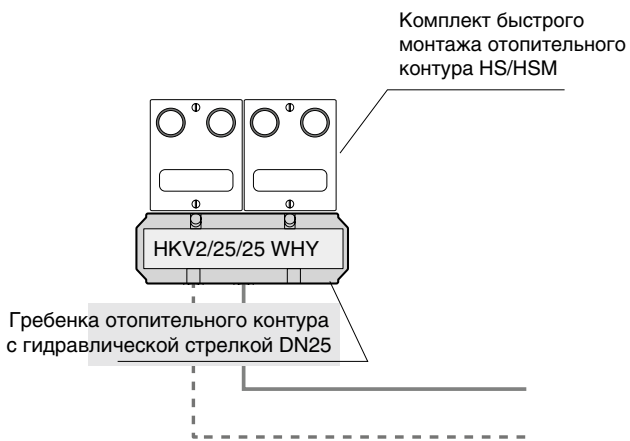 Комплект быстрого
монтажа отопительного
контура HS/HSM
HKV2/25/25 WHY
Гребенка отопительного контура
с гидравлической стрелкой DN25